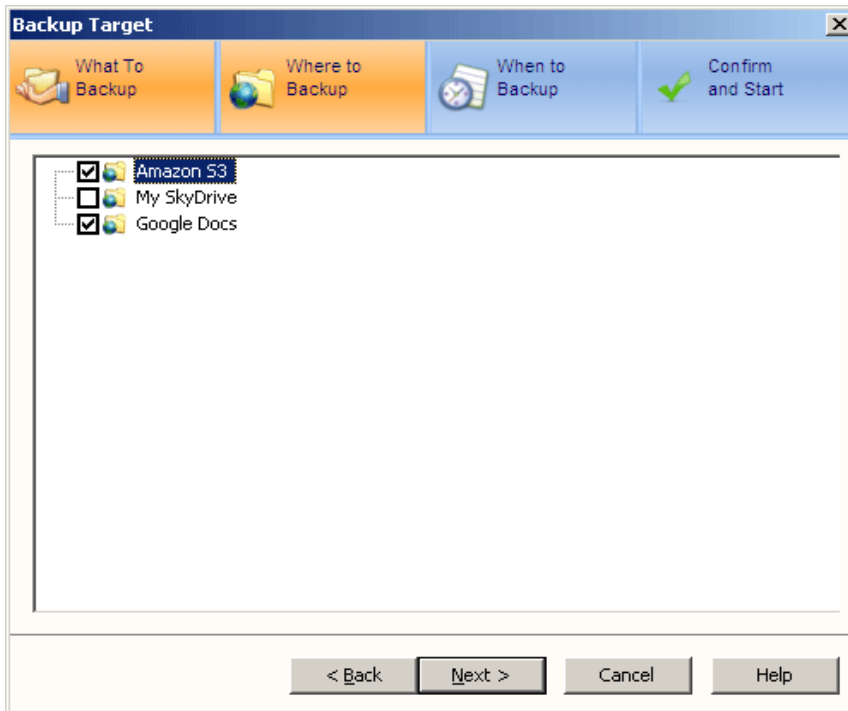 Backup Target
What To
Backup
Where to
Backup
When to
Backup
Confirm
and Start
Amazon S3
My SkyDrive
Google Docs
< Back
Next >
Cancel
Help